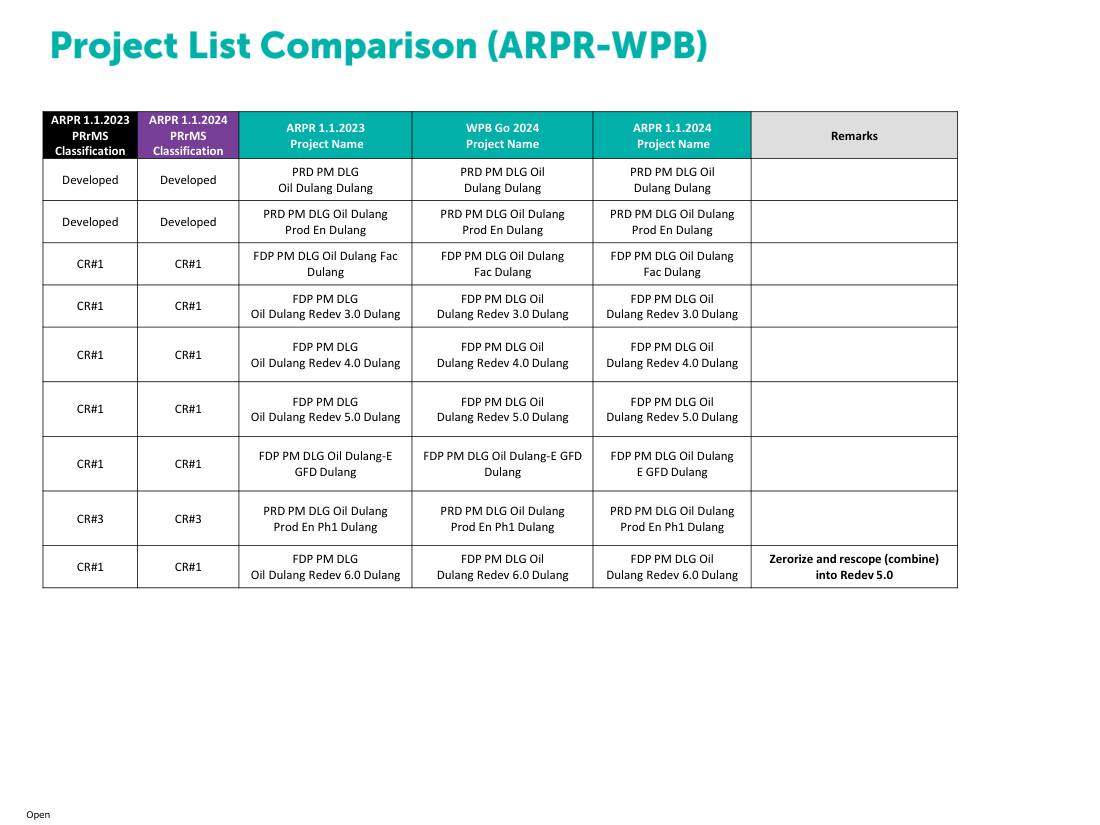 Project List Comparison (ARPR-WPB)
ARPR 1.1.2023
PRrMS
Classification
ARPR 1.1.2024
PRrMS
Classification
ARPR 1.1.2023
Project Name
WPB Go 2024
Project Name
ARPR 1.1.2024
Project Name
Remarks
Developed
Developed
PRD PM DLG
Oil Dulang Dulang
PRD PM DLG Oil
Dulang Dulang
PRD PM DLG Oil
Dulang Dulang
Developed
Developed
PRD PM DLG Oil Dulang
Prod En Dulang
PRD PM DLG Oil Dulang
Prod En Dulang
PRD PM DLG Oil Dulang
Prod En Dulang
CR#1
CR#1
FDP PM DLG Oil Dulang Fac
Dulang
FDP PM DLG Oil Dulang
Fac Dulang
FDP PM DLG Oil Dulang
Fac Dulang
CR#1
CR#1
FDP PM DLG
Oil Dulang Redev 3.0 Dulang
FDP PM DLG Oil
Dulang Redev 3.0 Dulang
FDP PM DLG Oil
Dulang Redev 3.0 Dulang
CR#1
CR#1
FDP PM DLG
Oil Dulang Redev 4.0 Dulang
FDP PM DLG Oil
Dulang Redev 4.0 Dulang
FDP PM DLG Oil
Dulang Redev 4.0 Dulang
CR#1
CR#1
FDP PM DLG
Oil Dulang Redev 5.0 Dulang
FDP PM DLG Oil
Dulang Redev 5.0 Dulang
FDP PM DLG Oil
Dulang Redev 5.0 Dulang
CR#1
CR#1
FDP PM DLG Oil Dulang-E
GFD Dulang
FDP PM DLG Oil Dulang-E GFD
Dulang
FDP PM DLG Oil Dulang
E GFD Dulang
CR#3
CR#3
PRD PM DLG Oil Dulang
Prod En Ph1 Dulang
PRD PM DLG Oil Dulang
Prod En Ph1 Dulang
PRD PM DLG Oil Dulang
Prod En Ph1 Dulang
CR#1
CR#1
FDP PM DLG
Oil Dulang Redev 6.0 Dulang
FDP PM DLG Oil
Dulang Redev 6.0 Dulang
FDP PM DLG Oil
Dulang Redev 6.0 Dulang
Zerorize and rescope (combine)
into Redev 5.0
Open